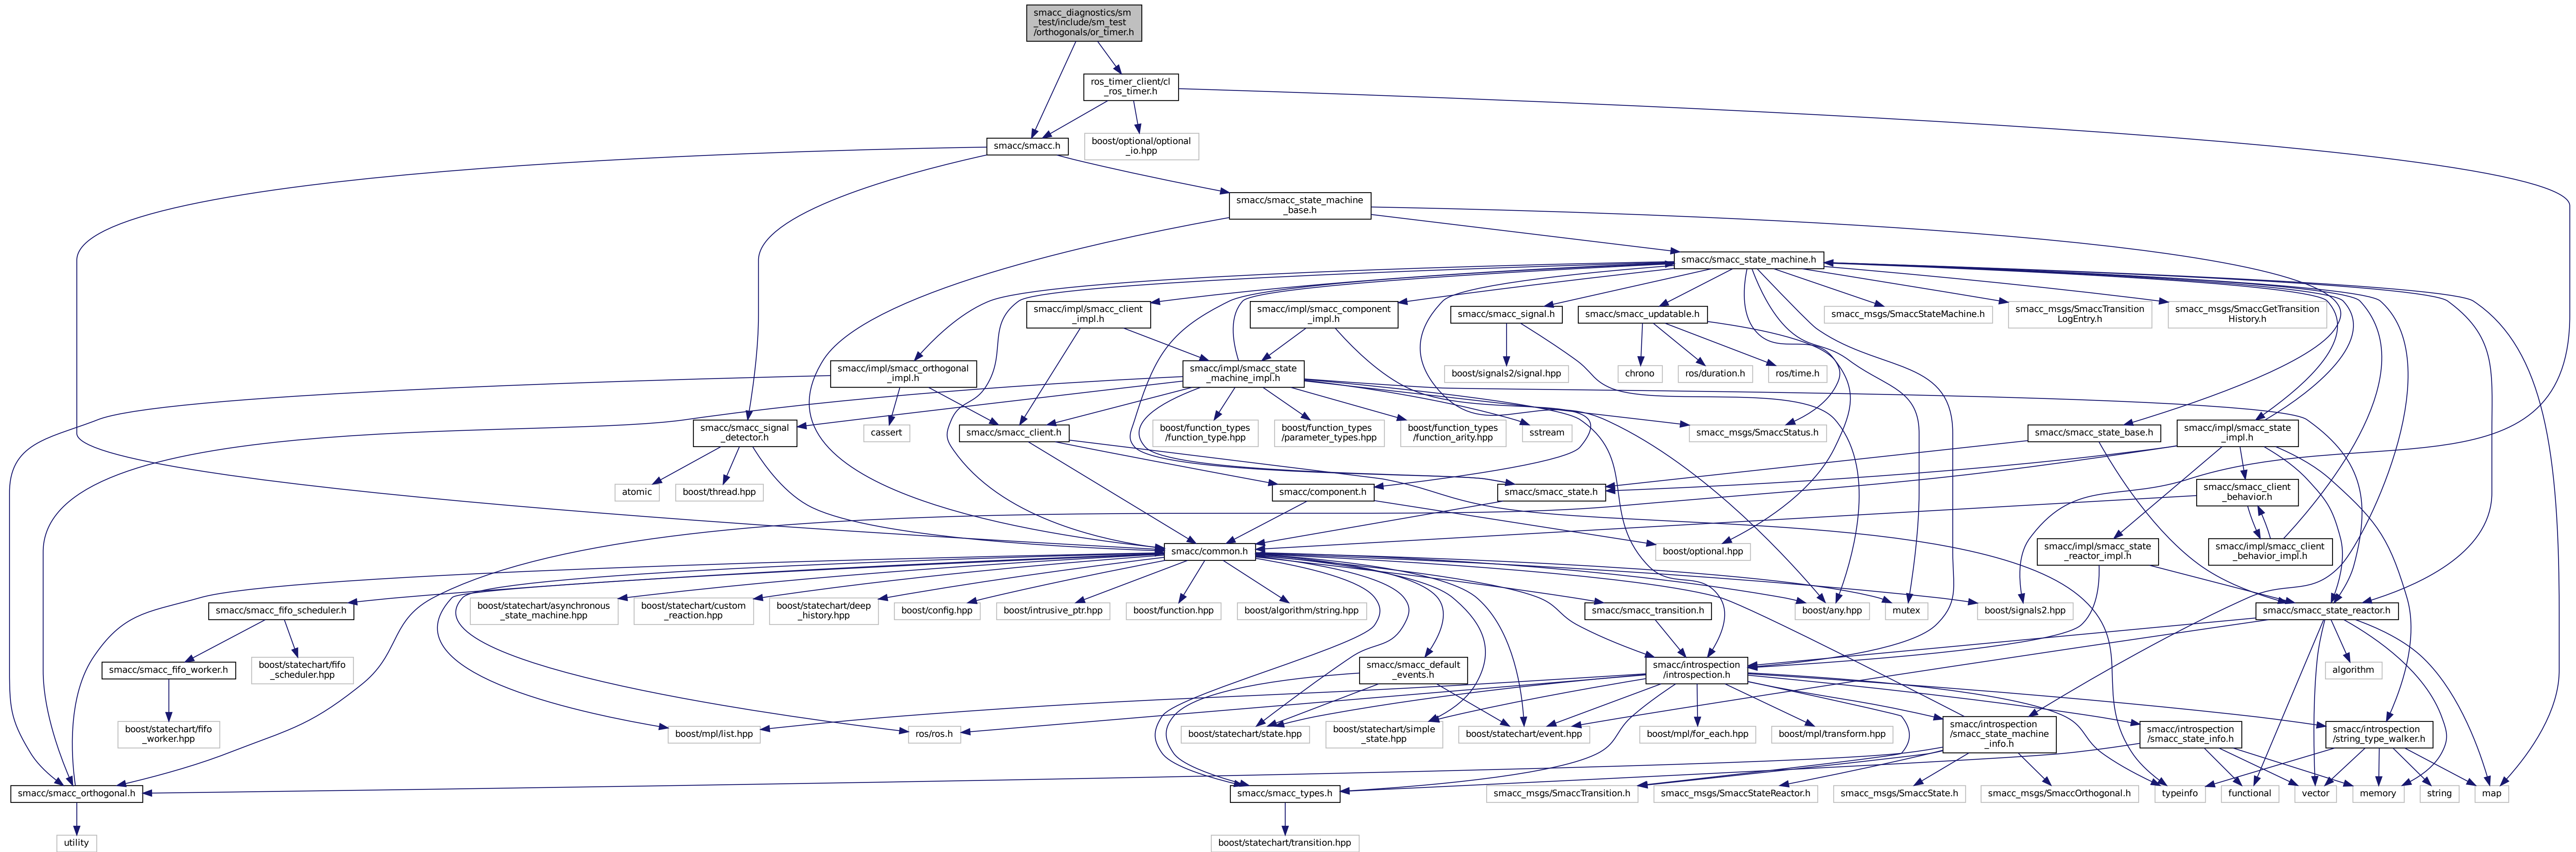 smacc_diagnostics/sm
_test/include/sm_test
/orthogonals/or_timer.h
ros_timer_client/cl
_ros_timer.h
smacc/smacc.h
boost/optional/optional
_io.hpp
smacc/smacc_state_machine
_base.h
smacc/smacc_state_machine.h
smacc/impl/smacc_client
_impl.h
smacc/impl/smacc_component
_impl.h
smacc/smacc_signal.h
smacc/smacc_updatable.h
smacc_msgs/SmaccStateMachine.h
smacc_msgs/SmaccTransition
LogEntry.h
smacc_msgs/SmaccGetTransition
History.h
smacc/impl/smacc_orthogonal
_impl.h
smacc/impl/smacc_state
_machine_impl.h
boost/signals2/signal.hpp
chrono
ros/duration.h
ros/time.h
smacc/smacc_signal
_detector.h
cassert
smacc/smacc_client.h
boost/function_types
/function_type.hpp
boost/function_types
/parameter_types.hpp
boost/function_types
/function_arity.hpp
sstream
smacc_msgs/SmaccStatus.h
smacc/smacc_state_base.h
smacc/impl/smacc_state
_impl.h
atomic
boost/thread.hpp
smacc/component.h
smacc/smacc_state.h
smacc/smacc_client
_behavior.h
smacc/common.h
boost/optional.hpp
smacc/impl/smacc_state
_reactor_impl.h
smacc/impl/smacc_client
_behavior_impl.h
smacc/smacc_fifo_scheduler.h
boost/statechart/asynchronous
_state_machine.hpp
boost/statechart/custom
_reaction.hpp
boost/statechart/deep
_history.hpp
boost/config.hpp
boost/intrusive_ptr.hpp
boost/function.hpp
boost/algorithm/string.hpp
smacc/smacc_transition.h
boost/any.hpp
mutex
boost/signals2.hpp
smacc/smacc_state_reactor.h
smacc/smacc_fifo_worker.h
boost/statechart/fifo
_scheduler.hpp
smacc/smacc_default
_events.h
smacc/introspection
/introspection.h
algorithm
boost/statechart/fifo
_worker.hpp
boost/mpl/list.hpp
ros/ros.h
boost/statechart/state.hpp
boost/statechart/simple
_state.hpp
boost/statechart/event.hpp
boost/mpl/for_each.hpp
boost/mpl/transform.hpp
smacc/introspection
/smacc_state_machine
_info.h
smacc/introspection
/smacc_state_info.h
smacc/introspection
/string_type_walker.h
smacc/smacc_orthogonal.h
smacc/smacc_types.h
smacc_msgs/SmaccTransition.h
smacc_msgs/SmaccStateReactor.h
smacc_msgs/SmaccState.h
smacc_msgs/SmaccOrthogonal.h
typeinfo
functional
vector
memory
string
map
utility
boost/statechart/transition.hpp